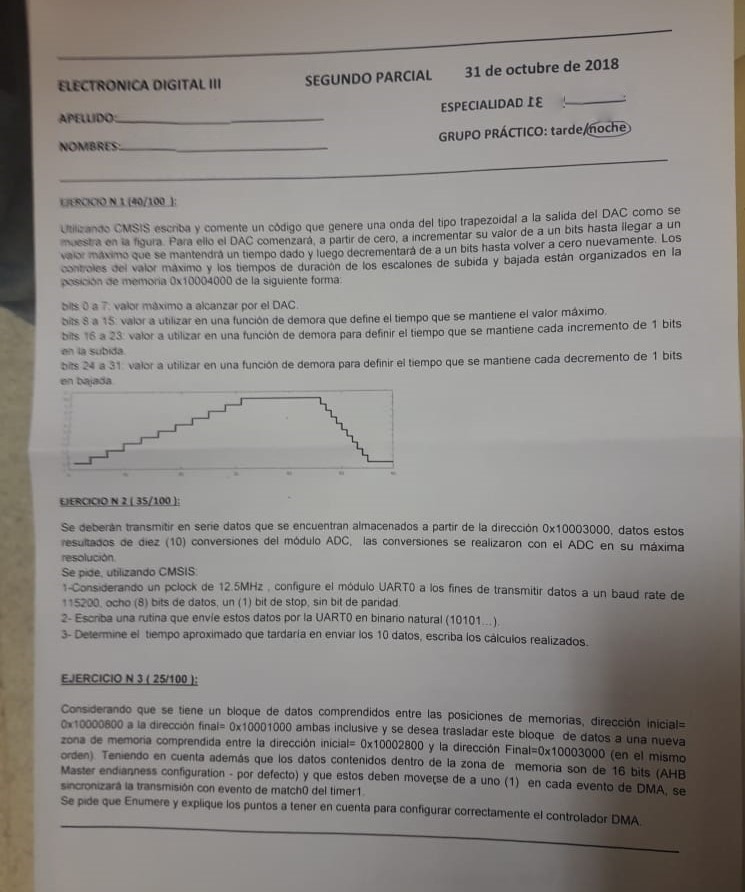 ELECTRONICA DIGITAL III SEGUNDO PARCIAL 31 de octubre de 2018
APELLIDO: ESPECIALIDAD IE
NOMBRES: GRUPO PRÁCTICO: tarde/noche
EJERCICIO N 1 (40/100 ):
Utilizando CMSIS escriba y comente un código que genere una onda del tipo trapezoidal a la salida del DAC como se
muestra en la figura. Para ello el DAC comenzará, a partir de cero, a incrementar su valor de a un bits hasta llegar a un
valor máximo que se mantendrá un tiempo dado y luego decrementará de a un bits hasta volver a cero nuevamente. Los
controles del valor máximo y los tiempos de duración de los escalones de subida y bajada están organizados en la
posición de memoria 0x10004000 de la siguiente forma:
bits 0 a 7: valor máximo a alcanzar por el DAC.
bits 8 a 15: valor a utilizar en una función de demora que define el tiempo que se mantiene el valor máximo.
bits 16 a 23: valor a utilizar en una función de demora para definir el tiempo que se mantiene cada incremento de 1 bits
en la subida.
bits 24 a 31: valor a utilizar en una función de demora para definir el tiempo que se mantiene cada decremento de 1 bits
en bajada.
EJERCICIO N 2 ( 35/100 ):
Se deberán transmitir en serie datos que se encuentran almacenados a partir de la dirección 0x10003000, datos estos
resultados de diez (10) conversiones del módulo ADC, las conversiones se realizaron con el ADC en su máxima
resolución.
Se pide, utilizando CMSIS:
1-Considerando un pclock de 12.5MHz , configure el módulo UART0 a los fines de transmitir datos a un baud rate de
115200, ocho (8) bits de datos, un (1) bit de stop, sin bit de paridad.
2- Escriba una rutina que envíe estos datos por la UART0 en binario natural (10101...).
3- Determine el tiempo aproximado que tardaría en enviar los 10 datos, escriba los cálculos realizados.
EJERCICIO N 3 ( 25/100 ):
Considerando que se tiene un bloque de datos comprendidos entre las posiciones de memorias, dirección inicial=
0x10000800 a la dirección final= 0x10001000 ambas inclusive y se desea trasladar este bloque de datos a una nueva
zona de memoria comprendida entre la dirección inicial= 0x10002800 y la dirección Final=0x10003000 (en el mismo
orden). Teniendo en cuenta además que los datos contenidos dentro de la zona de memoria son de 16 bits (AHB
Master endianness configuration - por defecto) y que estos deben moverse de a uno (1) en cada evento de DMA, se
sincronizará la transmisión con evento de match0 del timer1.
Se pide que Enumere y explique los puntos a tener en cuenta para configurar correctamente el controlador DMA.